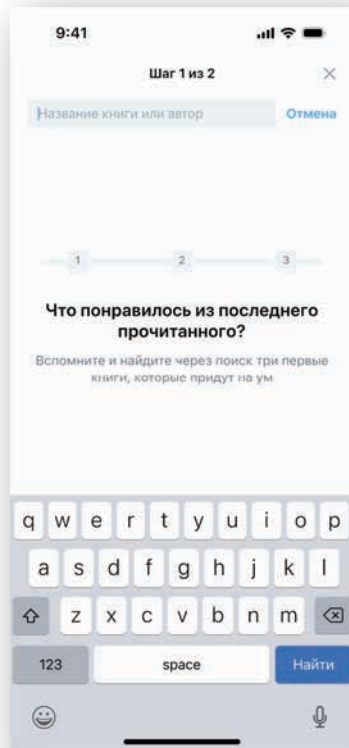 9:41
Шаг 1 из 2
Название книги или автор
Отмена
1 2 3
Что понравилось из последнего
прочитанного?
Вспомните и найдите через поиск три первые
книги, которые придут на ум
q w e r t y u i o p
a s d f g h j k l
z x c v b n m
123 space Найти